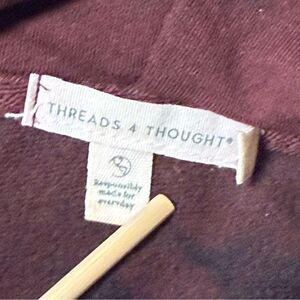 THREADS 4 THOUGHT®
Responsibly
made for
everyday